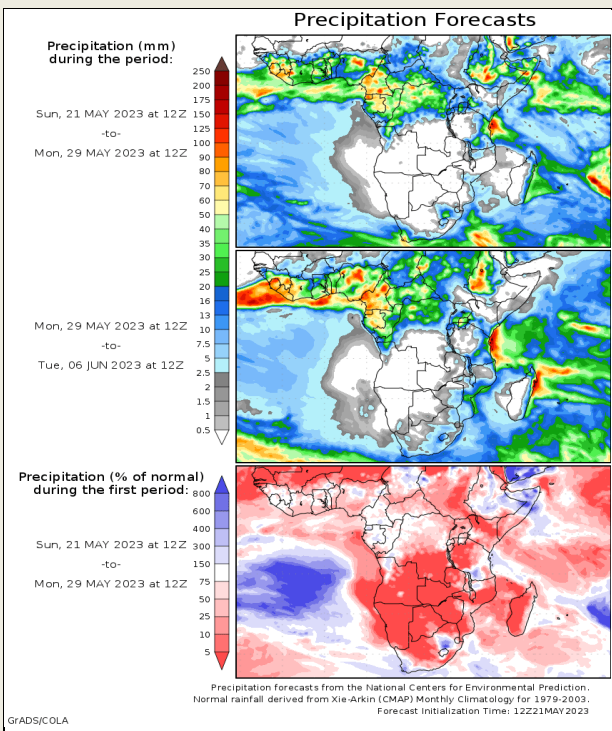 Precipitation Forecasts
Precipitation (mm)
during the period:
Sun, 21 MAY 2023 at 12Z
-to-
Mon, 29 MAY 2023 at 12Z
250
200
175
150
125
100
90
80
70
60
50
40
35
30
25
20
16
13
10
7.5
5
2.5
2
1.5
1
0.5
Mon, 29 MAY 2023 at 12Z
-to-
Tue, 06 JUN 2023 at 12Z
Precipitation (% of normal)
during the first period:
Sun, 21 MAY 2023 at 12Z
-to-
Mon, 29 MAY 2023 at 12Z
800
600
400
300
150
75
50
25
10
5
Precipitation forecasts from the National Centers for Environmental Prediction.
Normal rainfall derived from Xie-Arkin (CMAP) Monthly Climatology for 1979-2003.
Forecast Initialization Time: 12Z21MAY2023
GrADS/COLA